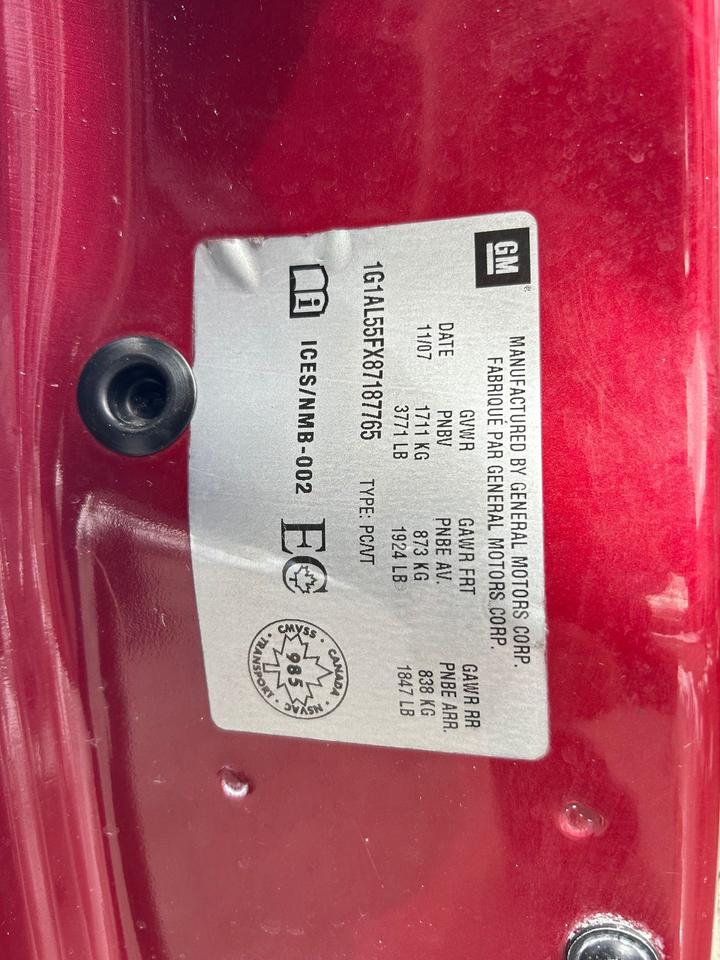 GM
MANUFACTURED BY GENERAL MOTORS CORP.
FABRIQUÉ PAR GENERAL MOTORS CORP.
DATE GVWR GAWR FRT GAWR RR
11/07 PNBV PNBE AV. PNBE ARR.
1711 KG 873 KG 838 KG
3771 LB 1924 LB 1847 LB
1G1AL55FX87187765 TYPE: PC/VT
i ICES/NMB-002 EC
CANADA · NSVAC · TRANSPORT · CMVSS ·
985